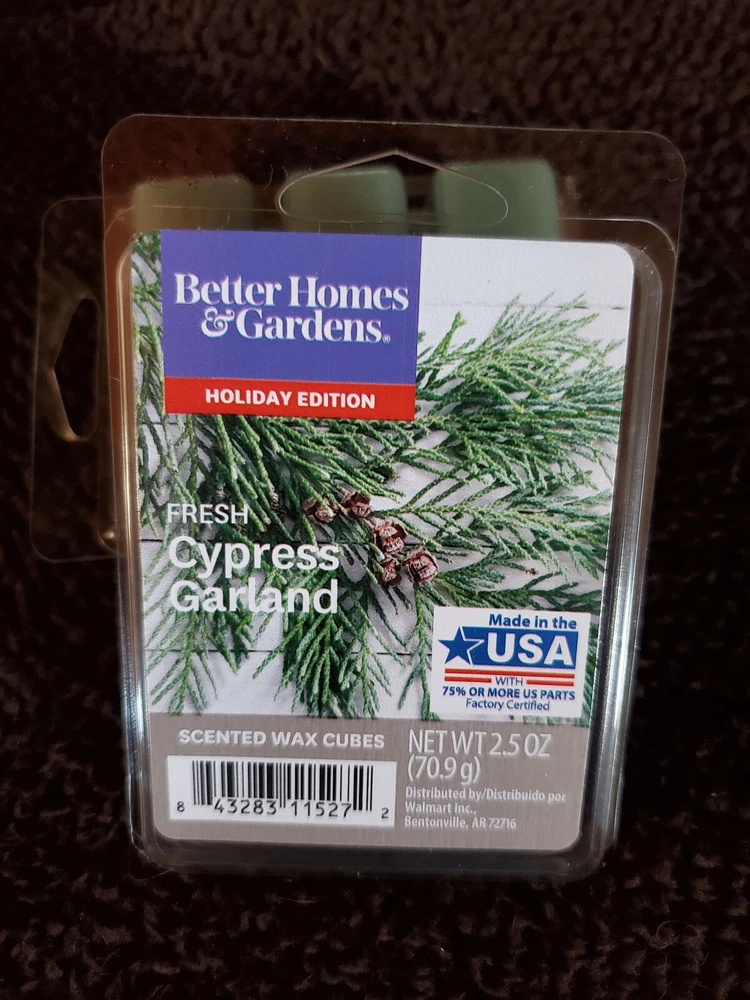 Better Homes
& Gardens®
HOLIDAY EDITION
FRESH
Cypress
Garland
Made in the
USA
WITH
75% OR MORE US PARTS
Factory Certified
SCENTED WAX CUBES
NET WT 2.5 OZ
(70.9 g)
Distributed by/Distribuido por
Walmart Inc.,
Bentonville, AR 72716
8 43283 11527 2